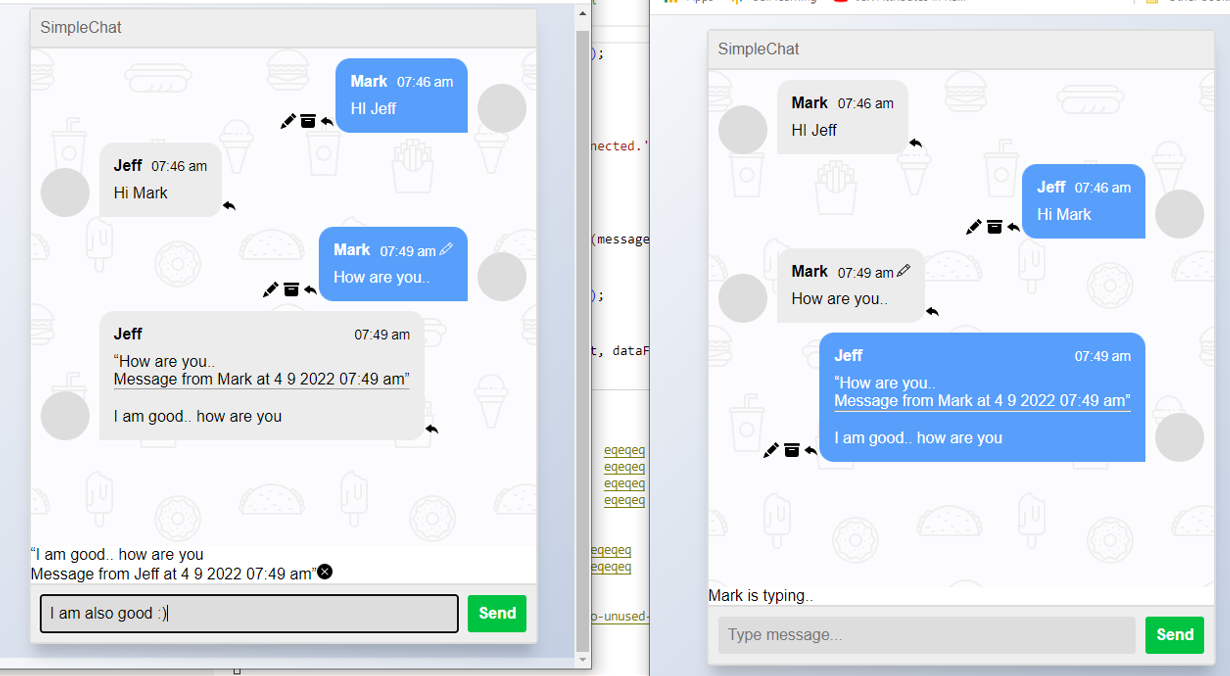 SimpleChat
Mark 07:46 am
HI Jeff
Jeff 07:46 am
Hi Mark
Mark 07:49 am
How are you..
Jeff 07:49 am
“How are you..
Message from Mark at 4 9 2022 07:49 am”
I am good.. how are you
“I am good.. how are you
Message from Jeff at 4 9 2022 07:49 am”
I am also good :)
Send
);
nected.'
(message
);
t, dataF
eqeqeq
eqeqeq
eqeqeq
eqeqeq
eqeqeq
eqeqeq
o-unused-
SimpleChat
Mark 07:46 am
HI Jeff
Jeff 07:46 am
Hi Mark
Mark 07:49 am
How are you..
Jeff 07:49 am
“How are you..
Message from Mark at 4 9 2022 07:49 am”
I am good.. how are you
Mark is typing..
Type message...
Send